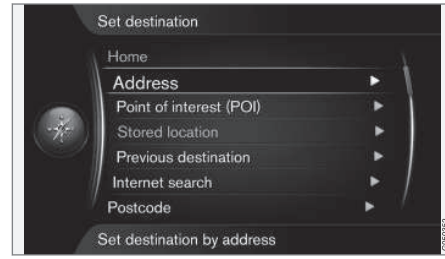 Set destination
Home
Address
Point of interest (POI)
Stored location
Previous destination
Internet search
Postcode
Set destination by address